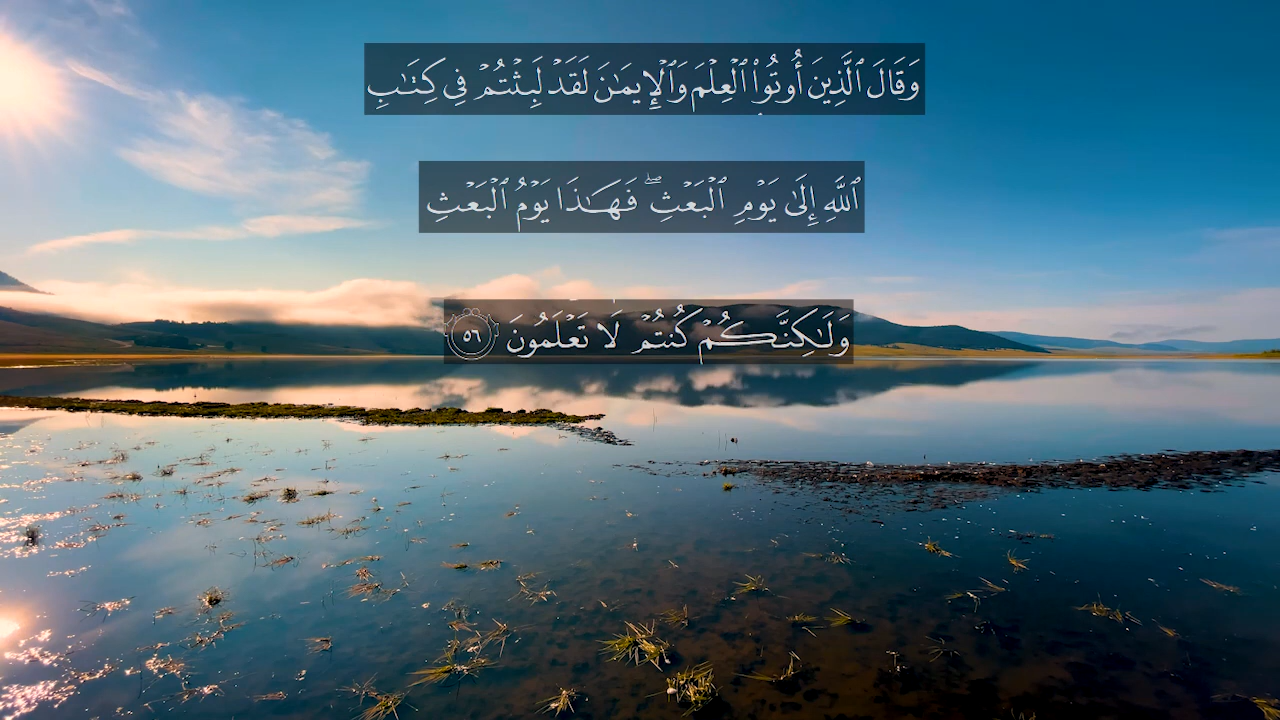 وَقَالَ ٱلَّذِينَ أُوتُوا۟ ٱلْعِلْمَ وَٱلْإِيمَـٰنَ لَقَدْ لَبِثْتُمْ فِى كِتَـٰبِ
ٱللَّهِ إِلَىٰ يَوْمِ ٱلْبَعْثِ ۖ فَهَـٰذَا يَوْمُ ٱلْبَعْثِ
وَلَـٰكِنَّكُمْ كُنتُمْ لَا تَعْلَمُونَ ٥٦